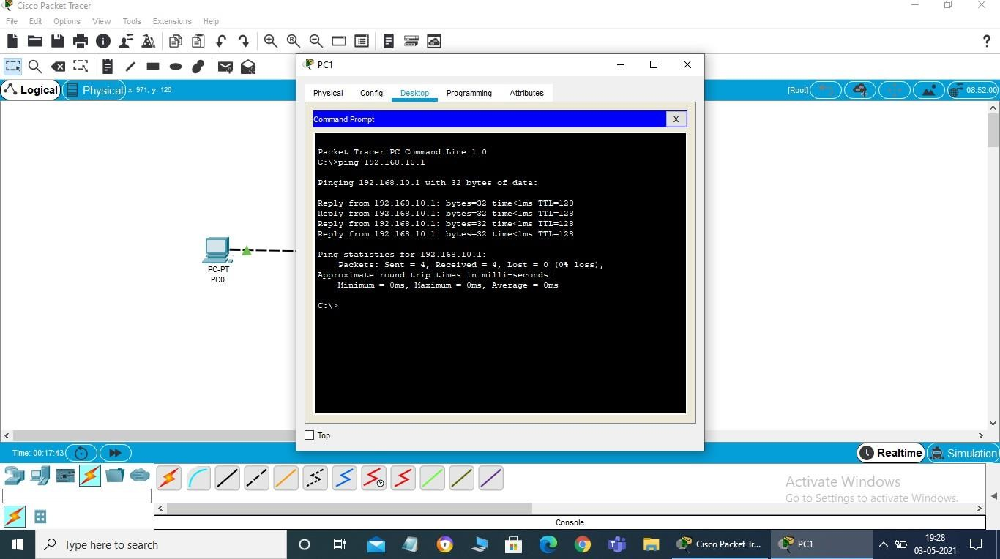 Cisco Packet Tracer
File Edit Options View Tools Extensions Help
PC1
Logical Physical x: 971, y: 128
[Root] 08:52:00
Physical Config Desktop Programming Attributes
Command Prompt X
Packet Tracer PC Command Line 1.0
C:\>ping 192.168.10.1
Pinging 192.168.10.1 with 32 bytes of data:
Reply from 192.168.10.1: bytes=32 time<1ms TTL=128
Reply from 192.168.10.1: bytes=32 time<1ms TTL=128
Reply from 192.168.10.1: bytes=32 time<1ms TTL=128
Reply from 192.168.10.1: bytes=32 time<1ms TTL=128
Ping statistics for 192.168.10.1:
Packets: Sent = 4, Received = 4, Lost = 0 (0% loss),
Approximate round trip times in milli-seconds:
Minimum = 0ms, Maximum = 0ms, Average = 0ms
C:\>
PC-PT
PC0
Top
Time: 00:17:43
Realtime Simulation
Activate Windows
Go to Settings to activate Windows.
Console
Type here to search
Cisco Packet Tr...
PC1
19:28
03-05-2021